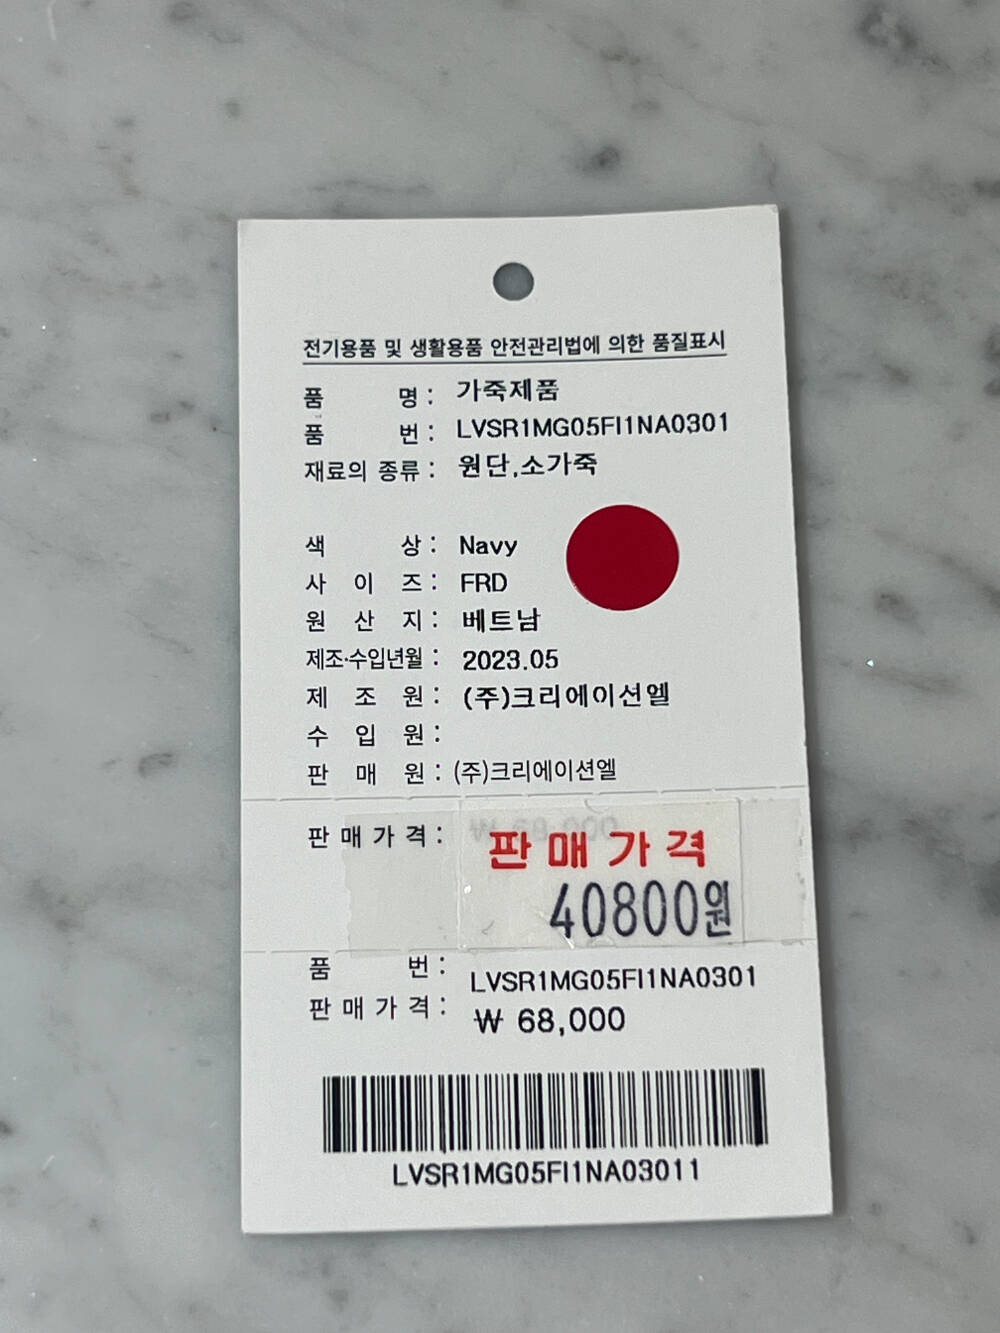 전기용품 및 생활용품 안전관리법에 의한 품질표시
품 명 : 가죽제품
품 번 : LVSR1MG05FI1NA0301
재료의 종류 : 원단,소가죽
색 상 : Navy
사 이 즈 : FRD
원 산 지 : 베트남
제조·수입년월 : 2023.05
제 조 원 : (주)크리에이션엘
수 입 원 :
판 매 원 : (주)크리에이션엘
판 매 가 격 : ₩ 68,000
판매가격
40800원
품 번 : LVSR1MG05FI1NA0301
판 매 가 격 : ₩ 68,000
LVSR1MG05FI1NA03011